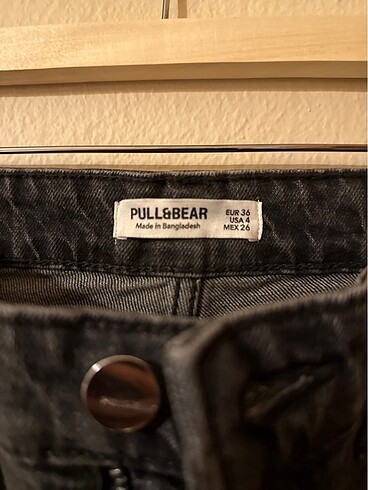 PULL&BEAR
Made in Bangladesh
EUR 36
USA 4
MEX 26